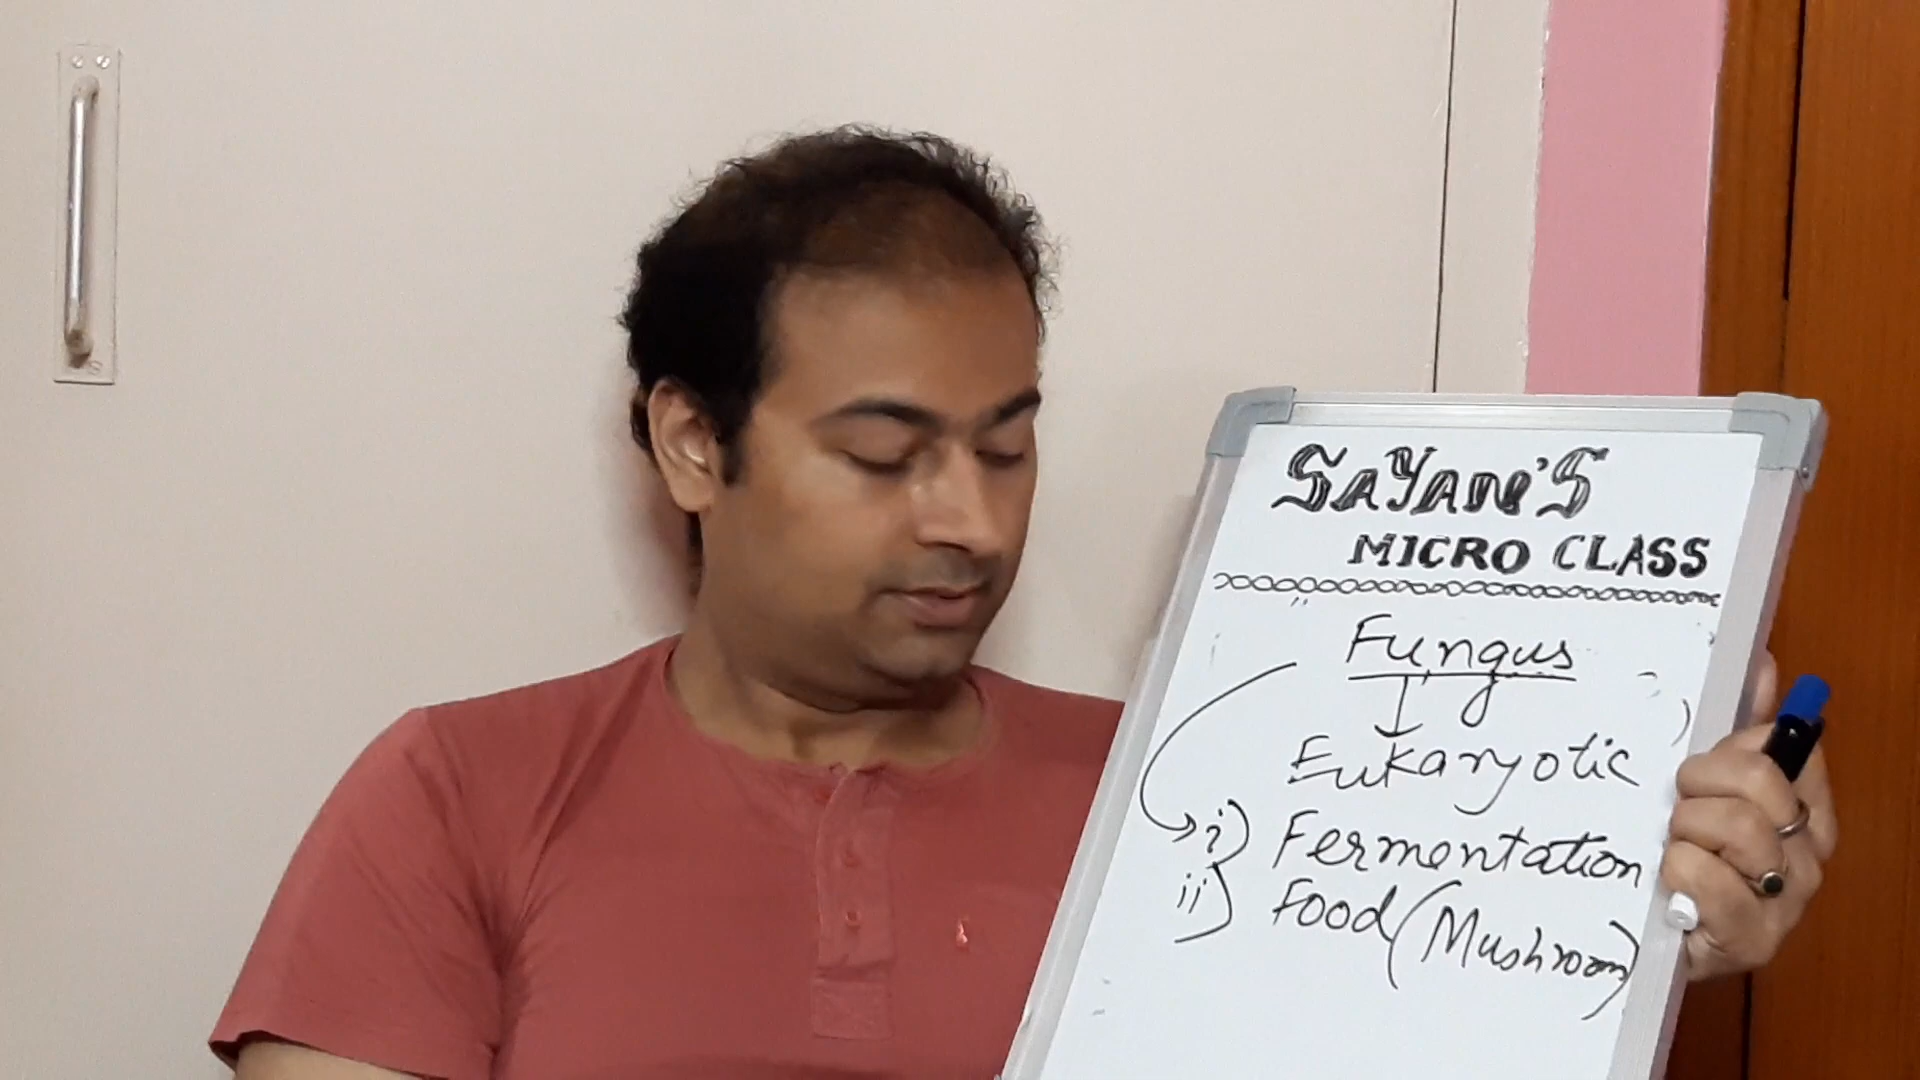 SAYAN'S
MICRO CLASS
Fungus
Eukaryotic
i) Fermentation
ii) Food (Mushroom)